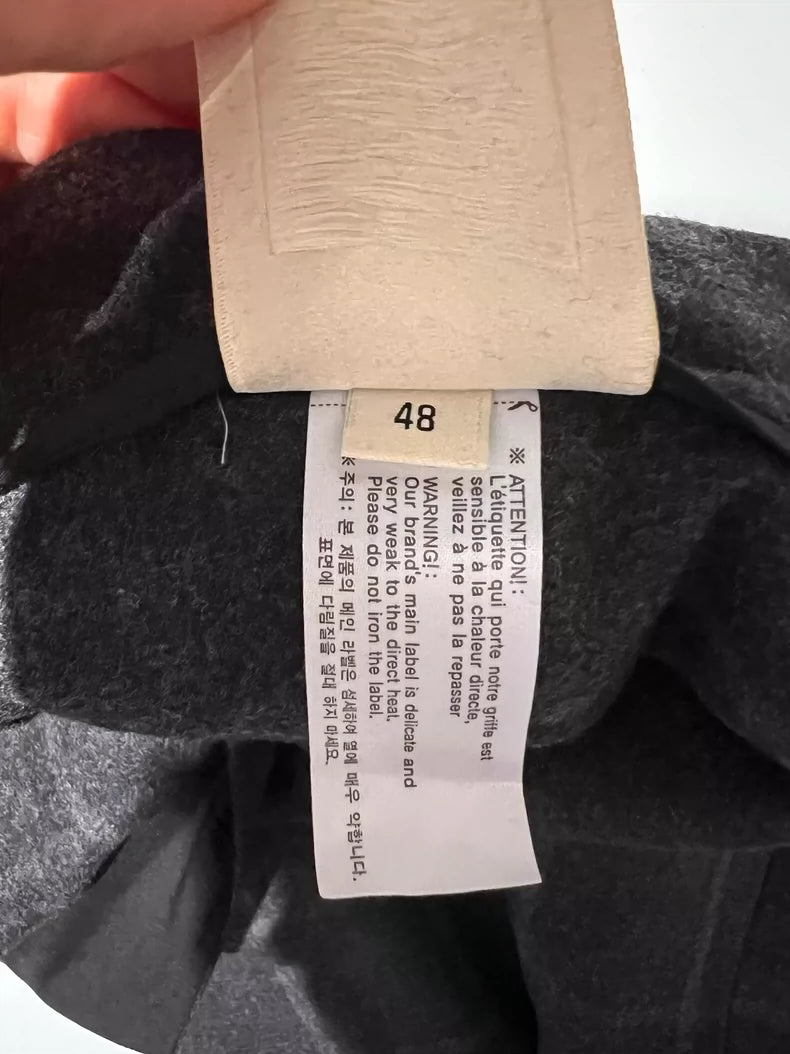 48
※ ATTENTION!:
L'étiquette qui porte notre griffe est
sensible à la chaleur directe,
veillez à ne pas la repasser
WARNING!:
Our brand's main label is delicate and
very weak to the direct heat.
Please do not iron the label.
※ 주의: 본 제품의 메인 라벨은 섬세하여 열에 매우 약합니다.
표면에 다림질을 절대 하지 마세요.